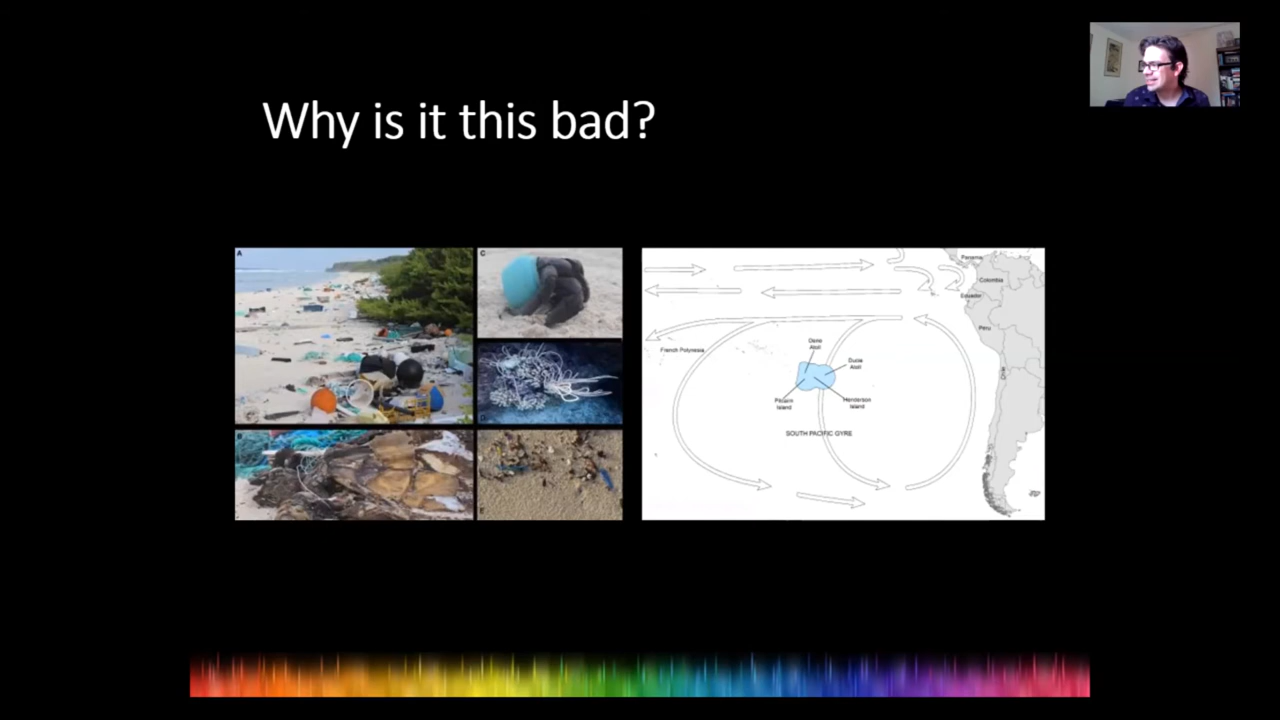 Why is it this bad?
A
C
B
E
Panama
Colombia
Ecuador
Peru
French Polynesia
Oeno
Atoll
Ducie
Atoll
Pitcairn
Island
Henderson
Island
SOUTH PACIFIC GYRE